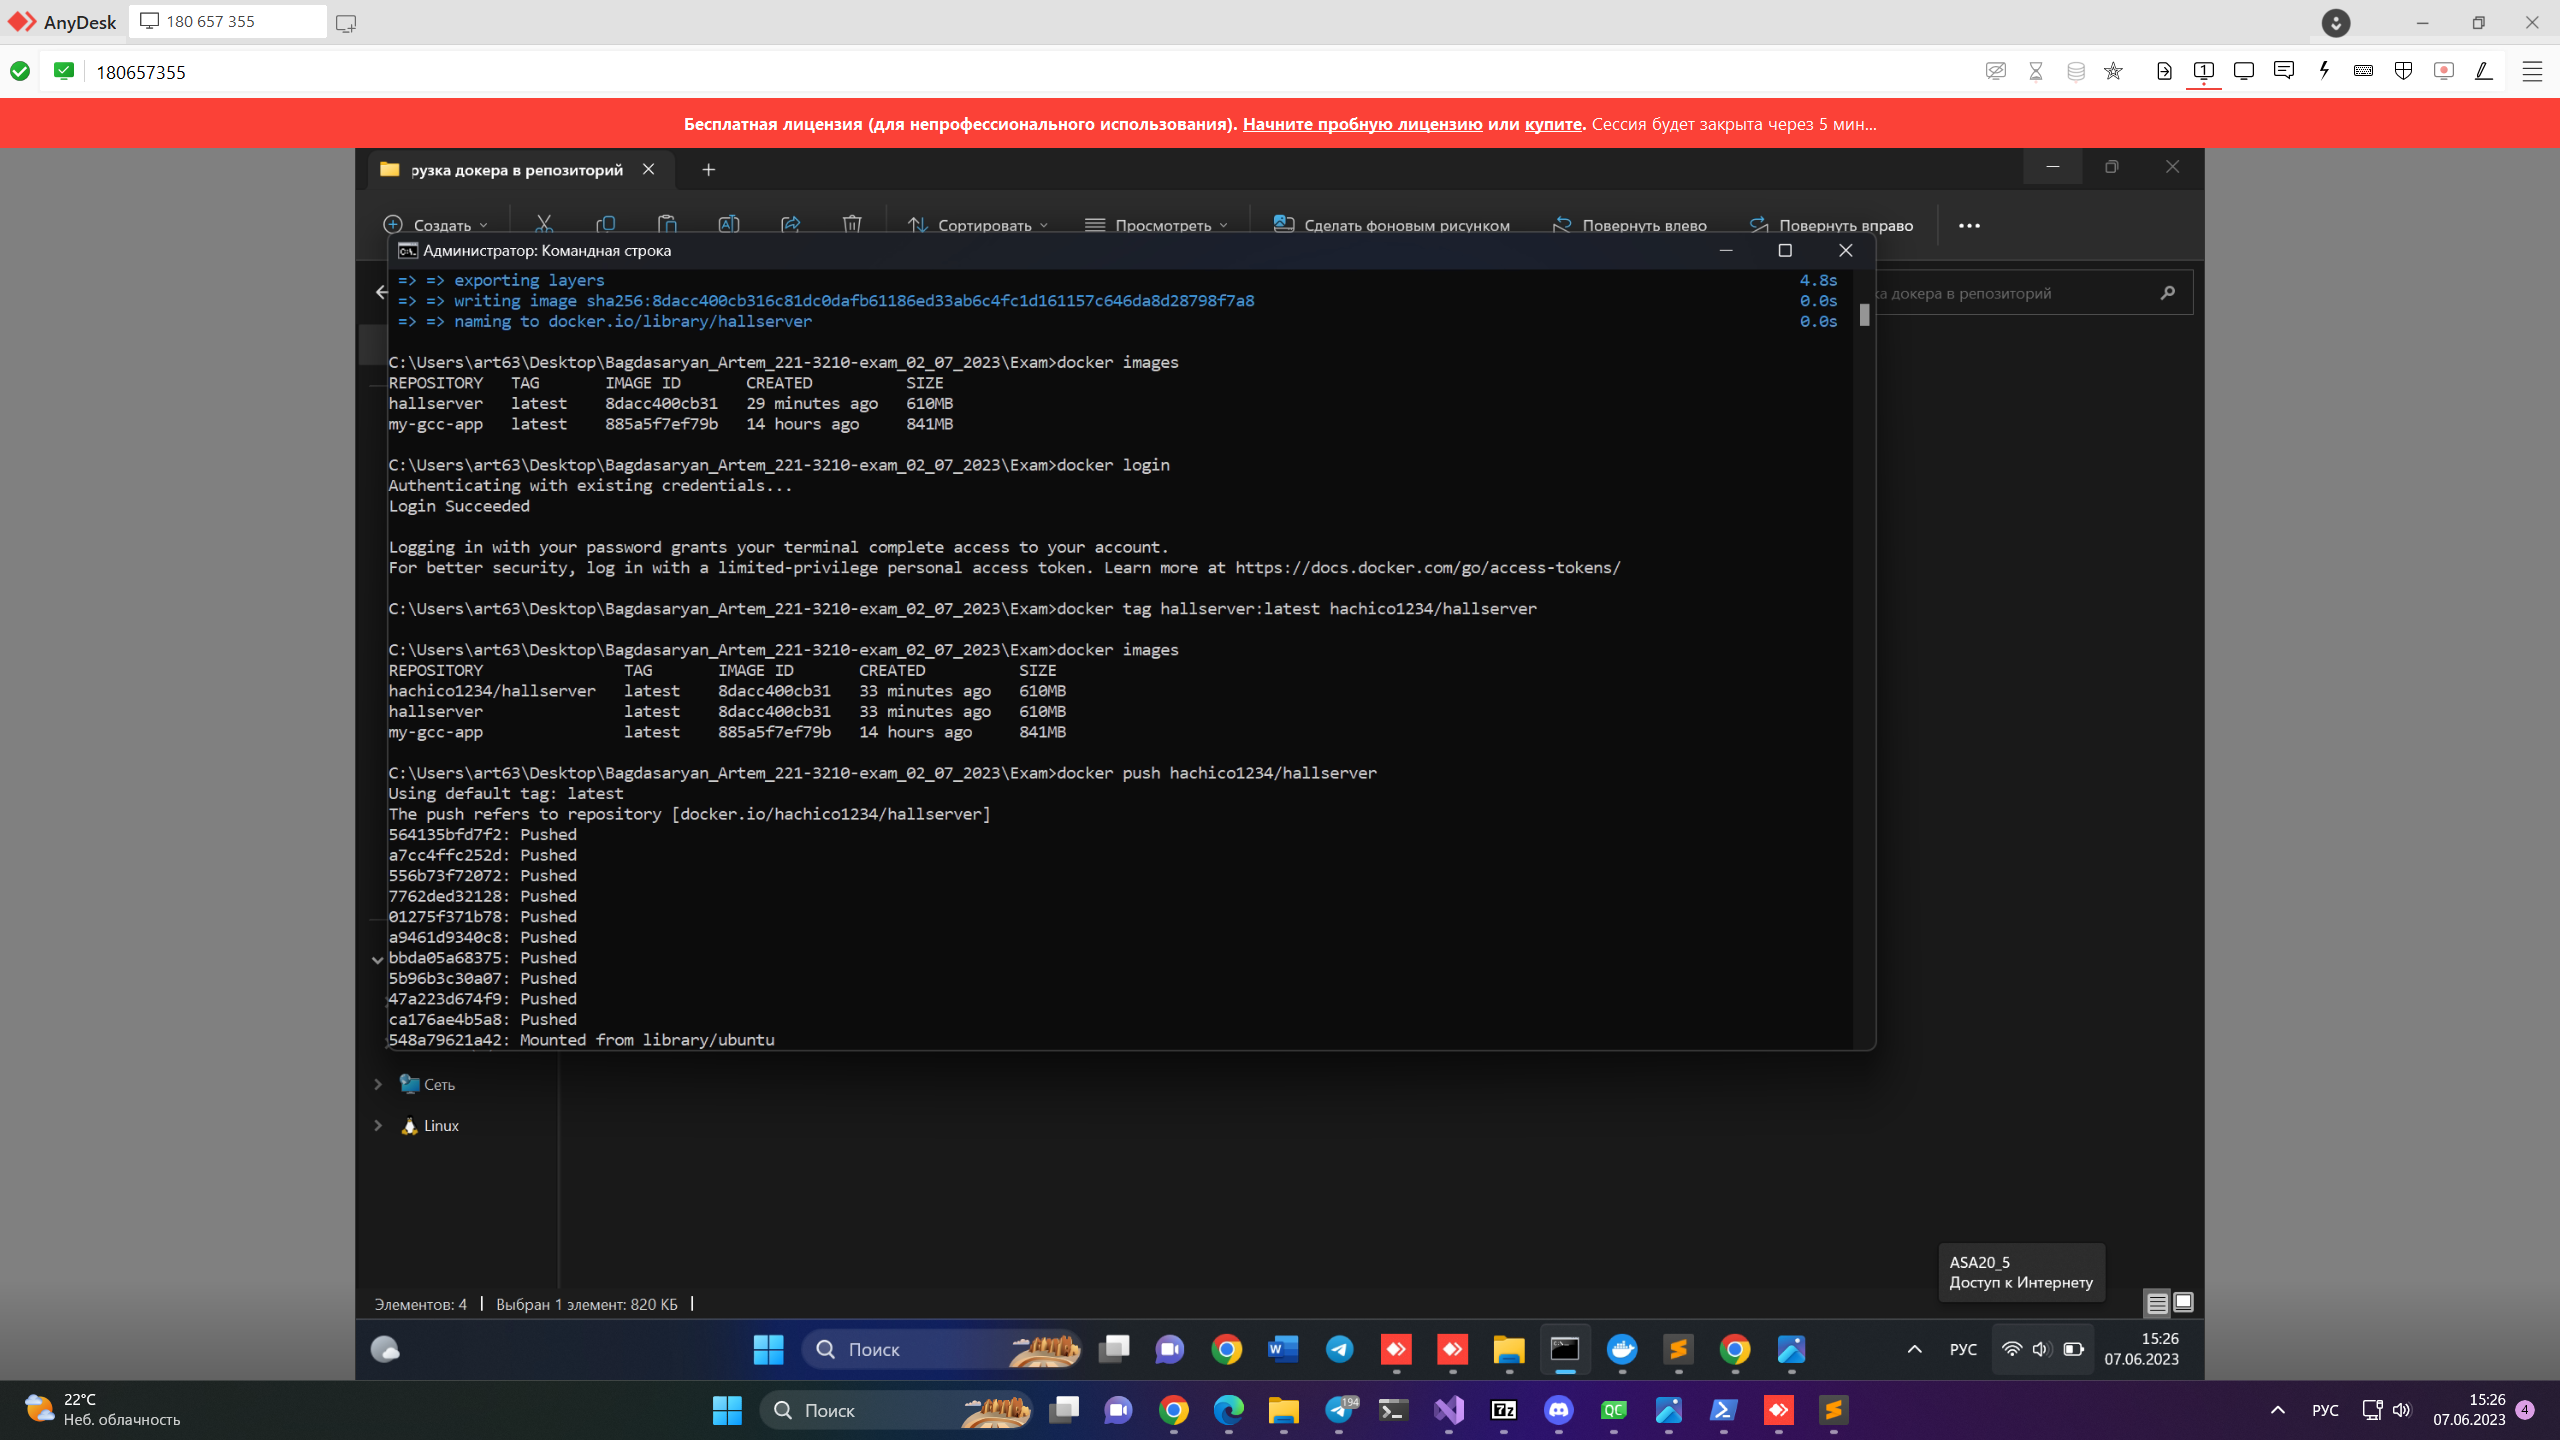 AnyDesk
180 657 355
180657355
Бесплатная лицензия (для непрофессионального использования). Начните пробную лицензию или купите. Сессия будет закрыта через 5 мин...
рузка докера в репозиторий
Создать
Сортировать
Просмотреть
Сделать фоновым рисунком
Повернуть влево
Повернуть вправо
Администратор: Командная строка
=> => exporting layers 4.8s
=> => writing image sha256:8dacc400cb316c81dc0dafb61186ed33ab6c4fc1d161157c646da8d28798f7a8 0.0s
=> => naming to docker.io/library/hallserver 0.0s
ка докера в репозиторий
C:\Users\art63\Desktop\Bagdasaryan_Artem_221-3210-exam_02_07_2023\Exam>docker images
REPOSITORY TAG IMAGE ID CREATED SIZE
hallserver latest 8dacc400cb31 29 minutes ago 610MB
my-gcc-app latest 885a5f7ef79b 14 hours ago 841MB
C:\Users\art63\Desktop\Bagdasaryan_Artem_221-3210-exam_02_07_2023\Exam>docker login
Authenticating with existing credentials...
Login Succeeded
Logging in with your password grants your terminal complete access to your account.
For better security, log in with a limited-privilege personal access token. Learn more at https://docs.docker.com/go/access-tokens/
C:\Users\art63\Desktop\Bagdasaryan_Artem_221-3210-exam_02_07_2023\Exam>docker tag hallserver:latest hachico1234/hallserver
C:\Users\art63\Desktop\Bagdasaryan_Artem_221-3210-exam_02_07_2023\Exam>docker images
REPOSITORY TAG IMAGE ID CREATED SIZE
hachico1234/hallserver latest 8dacc400cb31 33 minutes ago 610MB
hallserver latest 8dacc400cb31 33 minutes ago 610MB
my-gcc-app latest 885a5f7ef79b 14 hours ago 841MB
C:\Users\art63\Desktop\Bagdasaryan_Artem_221-3210-exam_02_07_2023\Exam>docker push hachico1234/hallserver
Using default tag: latest
The push refers to repository [docker.io/hachico1234/hallserver]
564135bfd7f2: Pushed
a7cc4ffc252d: Pushed
556b73f72072: Pushed
7762ded32128: Pushed
01275f371b78: Pushed
a9461d9340c8: Pushed
bbda05a68375: Pushed
5b96b3c30a07: Pushed
47a223d674f9: Pushed
ca176ae4b5a8: Pushed
548a79621a42: Mounted from library/ubuntu
Сеть
Linux
ASA20_5
Доступ к Интернету
Элементов: 4
Выбран 1 элемент: 820 КБ
Поиск
РУС
15:26
07.06.2023
22°C
Неб. облачность
Поиск
194
РУС
15:26
07.06.2023
4